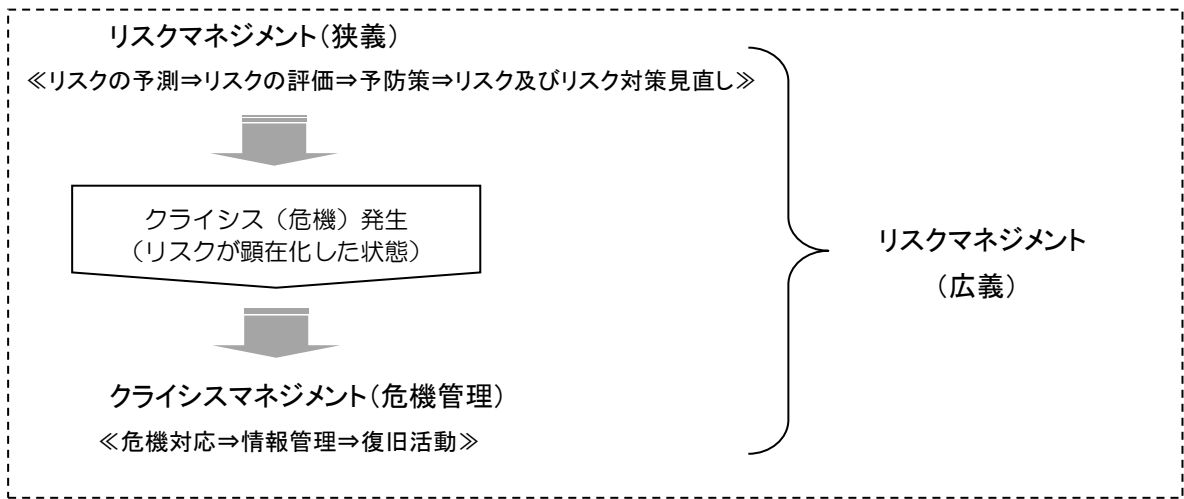 リスクマネジメント(狭義)
≪リスクの予測⇒リスクの評価⇒予防策⇒リスク及びリスク対策見直し≫
クライシス(危機)発生
(リスクが顕在化した状態)
クライシスマネジメント(危機管理)
≪危機対応⇒情報管理⇒復旧活動≫
リスクマネジメント
(広義)